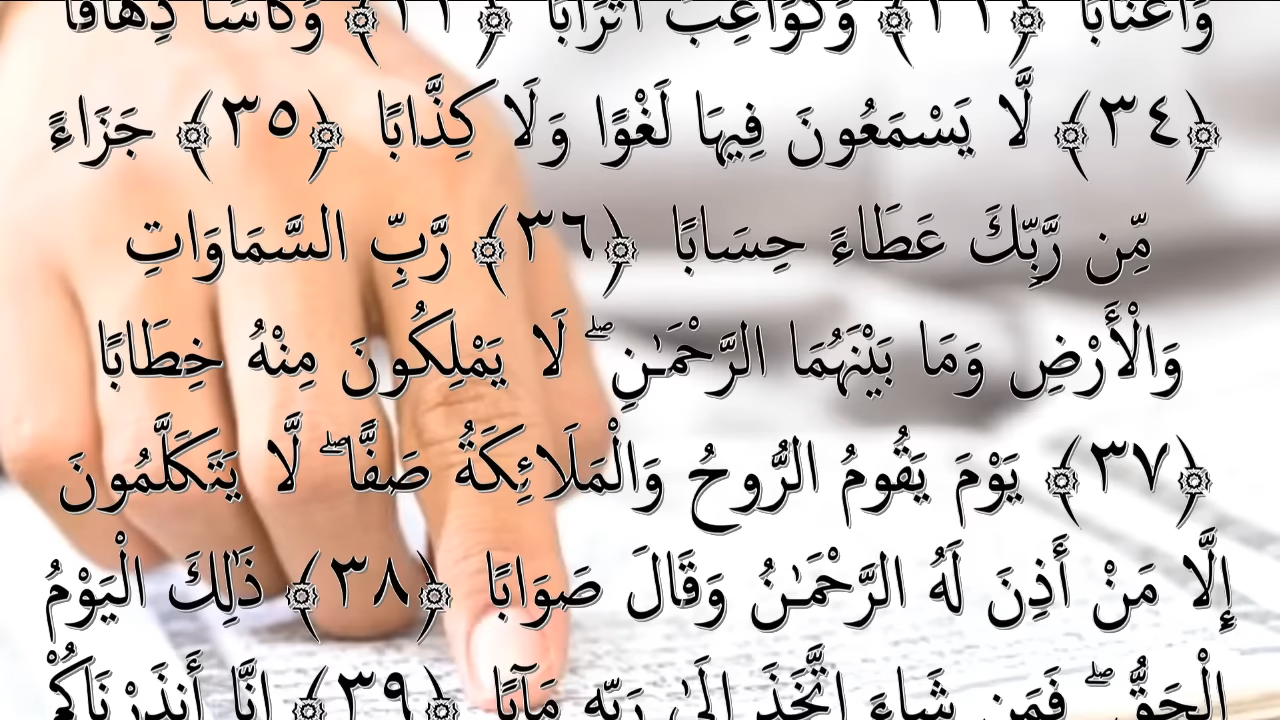 وَأَعْنَابًا ﴿٣٢﴾ وَكَوَاعِبَ أَتْرَابًا ﴿٣٣﴾ وَكَأْسًا دِهَاقًا
﴿٣٤﴾ لَّا يَسْمَعُونَ فِيهَا لَغْوًا وَلَا كِذَّابًا ﴿٣٥﴾ جَزَاءً
مِّن رَّبِّكَ عَطَاءً حِسَابًا ﴿٣٦﴾ رَّبِّ السَّمَاوَاتِ
وَالْأَرْضِ وَمَا بَيْنَهُمَا الرَّحْمَـٰنِ ۖ لَا يَمْلِكُونَ مِنْهُ خِطَابًا
﴿٣٧﴾ يَوْمَ يَقُومُ الرُّوحُ وَالْمَلَائِكَةُ صَفًّا ۖ لَّا يَتَكَلَّمُونَ
إِلَّا مَنْ أَذِنَ لَهُ الرَّحْمَـٰنُ وَقَالَ صَوَابًا ﴿٣٨﴾ ذَٰلِكَ الْيَوْمُ
الْحَقُّ ۖ فَمَن شَاءَ اتَّخَذَ إِلَىٰ رَبِّهِ مَآبًا ﴿٣٩﴾ إِنَّا أَنذَرْنَاكُمْ